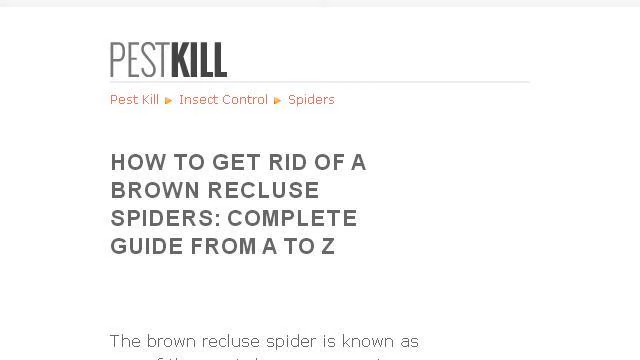 PESTKILL
Pest Kill ▶ Insect Control ▶ Spiders
HOW TO GET RID OF A
BROWN RECLUSE
SPIDERS: COMPLETE
GUIDE FROM A TO Z
The brown recluse spider is known as